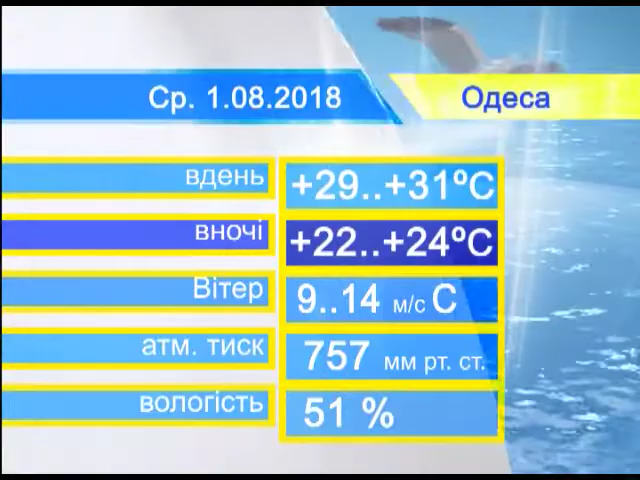 Ср. 1.08.2018 Одеса
вдень +29..+31ºC
вночі +22..+24ºC
Вітер 9..14 м/с С
атм. тиск 757 мм рт. ст.
вологість 51 %